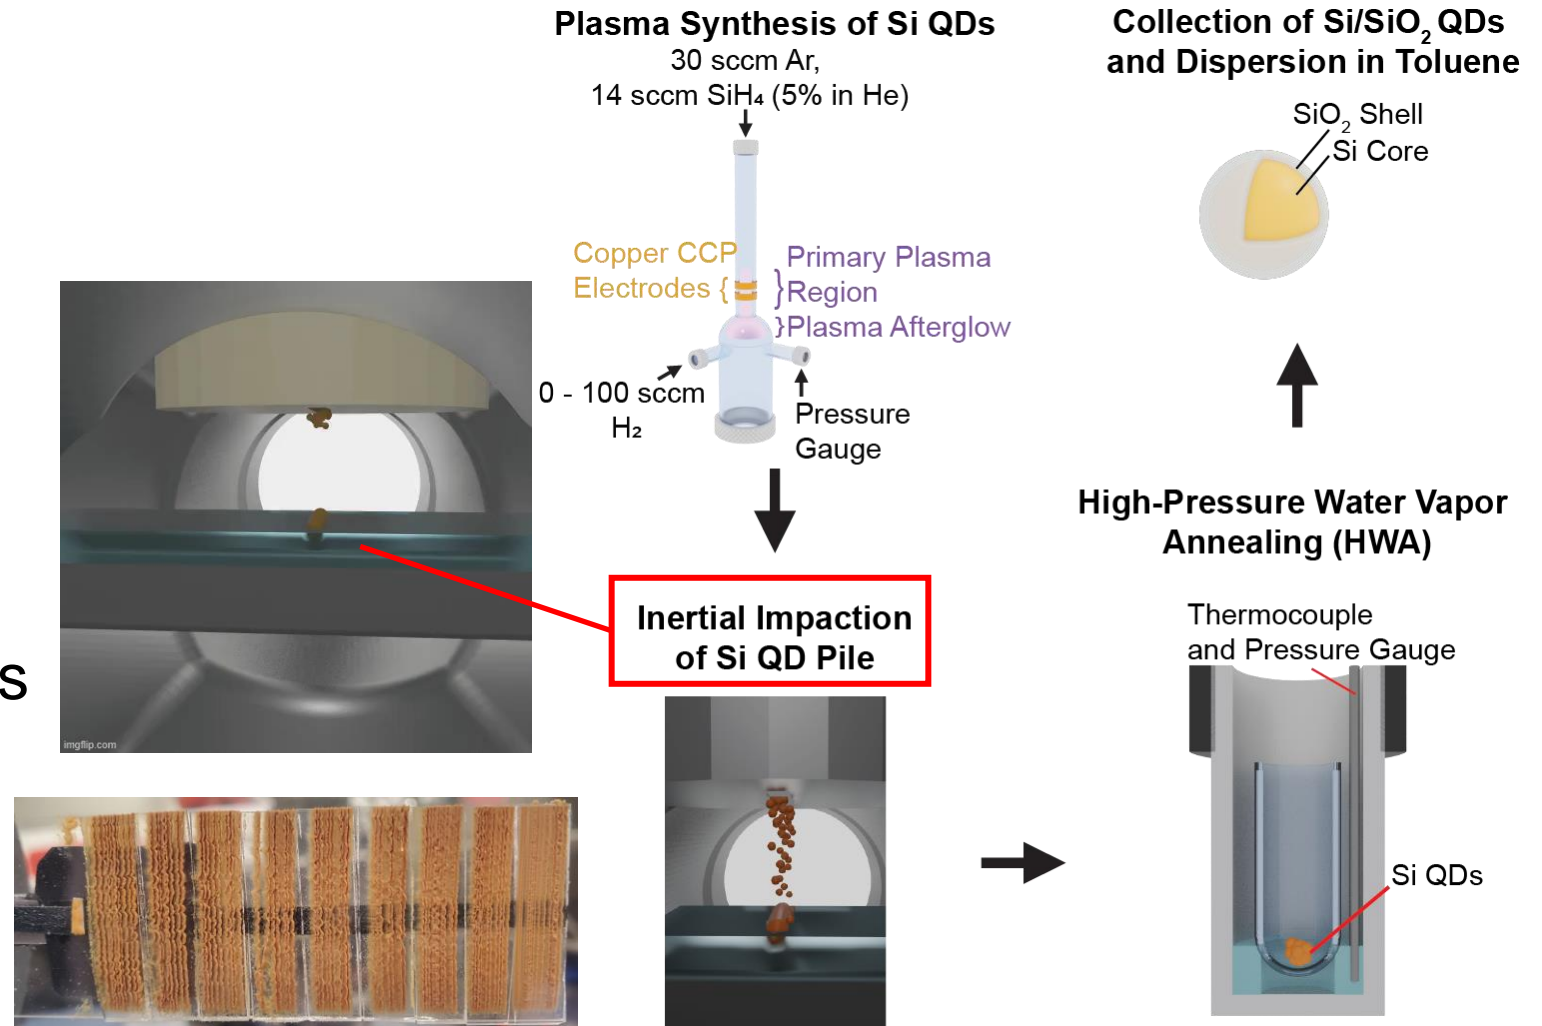 Plasma Synthesis of Si QDs
30 sccm Ar,
14 sccm SiH₄ (5% in He)
Copper CCP
Electrodes {
Primary Plasma
} Region
}Plasma Afterglow
0 - 100 sccm
H₂
Pressure
Gauge
Inertial Impaction
of Si QD Pile
s
imgflip.com
High-Pressure Water Vapor
Annealing (HWA)
Thermocouple
and Pressure Gauge
Si QDs
Collection of Si/SiO₂ QDs
and Dispersion in Toluene
SiO₂ Shell
Si Core